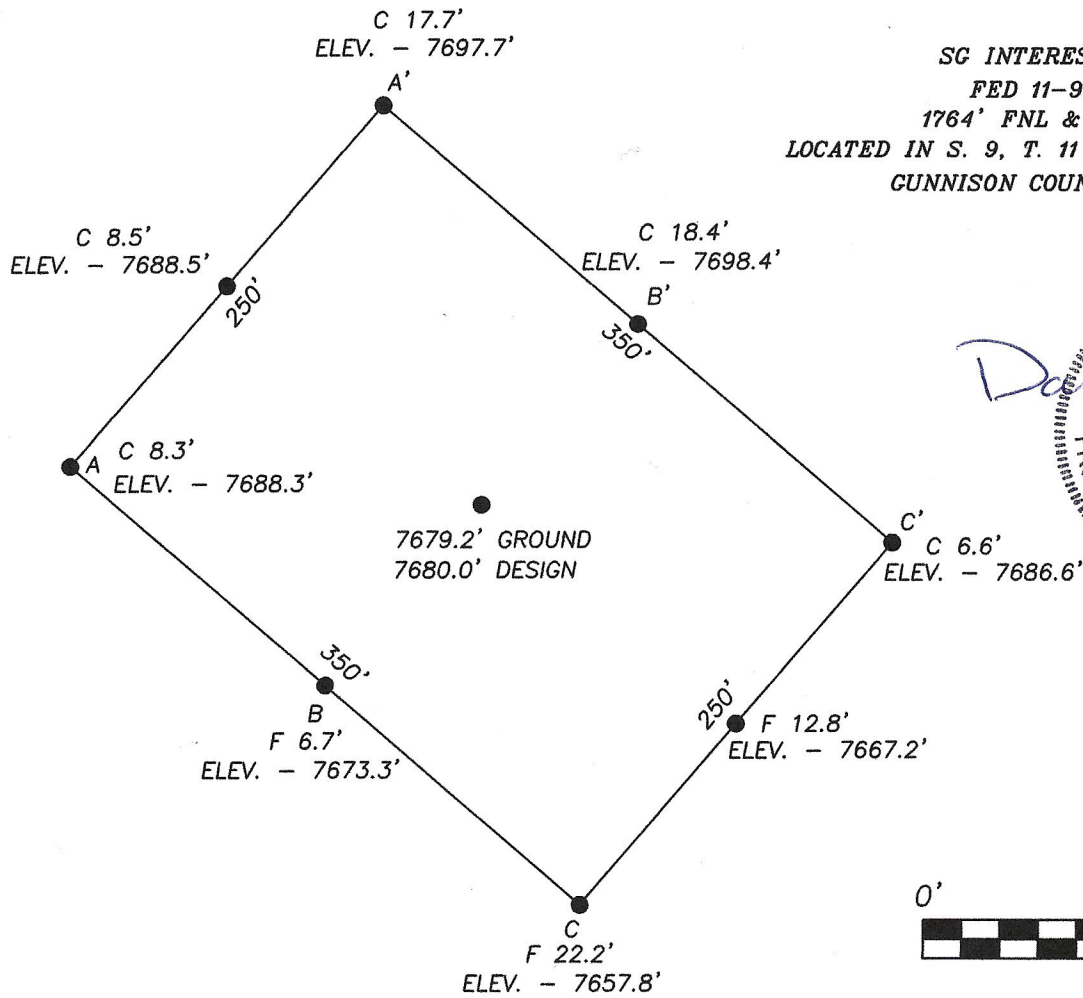 C 17.7'
ELEV. - 7697.7'
A'
FED 11-9
1764' FNL &
LOCATED IN S. 9, T. 11
C 8.5'
ELEV. - 7688.5'
250'
C 18.4'
ELEV. - 7698.4'
B'
350'
A
C 8.3'
ELEV. - 7688.3'
7679.2' GROUND
7680.0' DESIGN
C'
C 6.6'
ELEV. - 7686.6'
350'
B
F 6.7'
ELEV. - 7673.3'
250'
F 12.8'
ELEV. - 7667.2'
C
F 22.2'
ELEV. - 7657.8'
0'
SG
GUNNISON